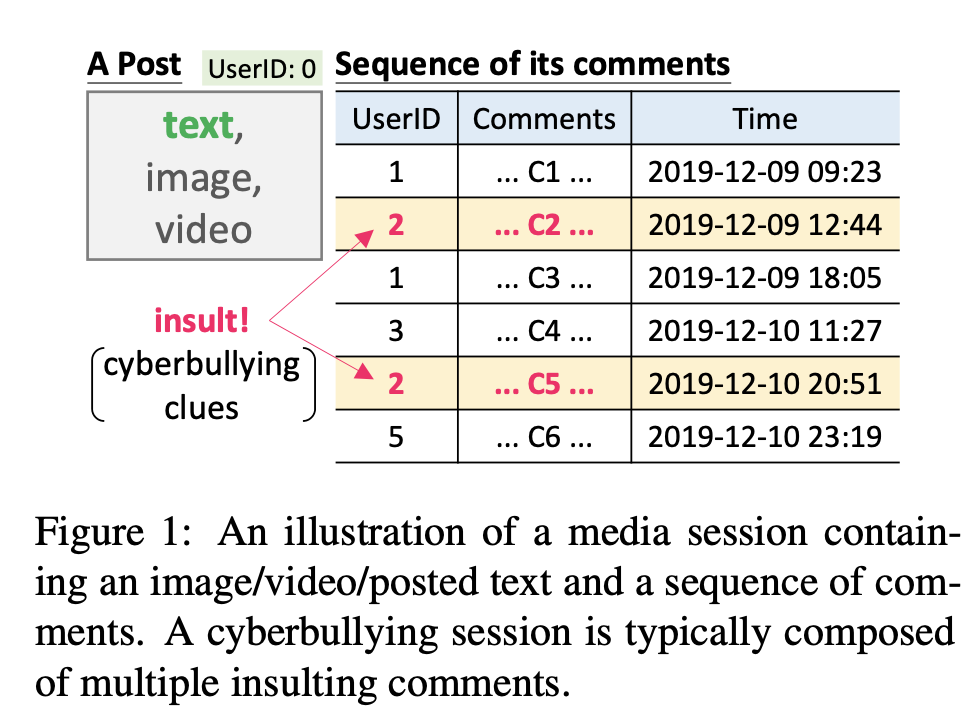 A Post UserID: 0 Sequence of its comments
text,
image,
video
insult!
cyberbullying
clues
UserID Comments Time
1 ... C1 ... 2019-12-09 09:23
2 ... C2 ... 2019-12-09 12:44
1 ... C3 ... 2019-12-09 18:05
3 ... C4 ... 2019-12-10 11:27
2 ... C5 ... 2019-12-10 20:51
5 ... C6 ... 2019-12-10 23:19
Figure 1: An illustration of a media session contain-
ing an image/video/posted text and a sequence of com-
ments. A cyberbullying session is typically composed
of multiple insulting comments.